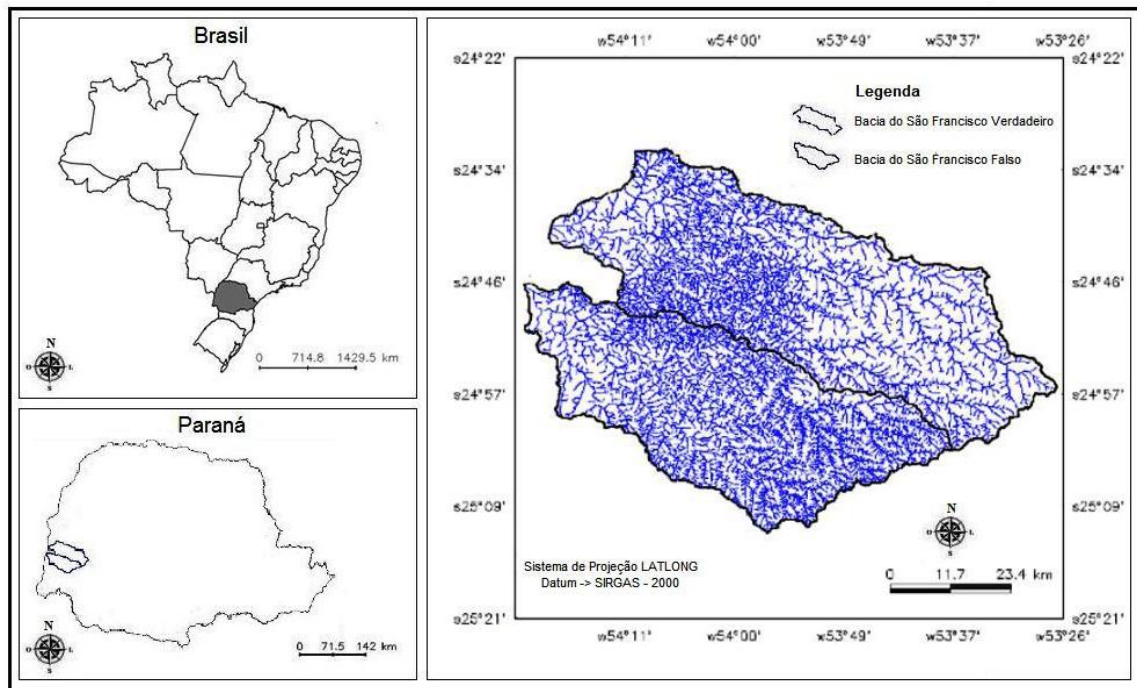 Brasil
N
O
L
S
0 714.8 1429.5 km
Paraná
N
O
L
S
0 71.5 142 km
w54°11' w54°00' w53°49' w53°37' w53°26'
s24°22' s24°22'
Legenda
Bacia do São Francisco Verdadeiro
Bacia do São Francisco Falso
s24°34' s24°34'
s24°46' s24°46'
s24°57' s24°57'
s25°09' s25°09'
N
O
L
S
Sistema de Projeção LATLONG
Datum -> SIRGAS - 2000
0 11.7 23.4 km
s25°21' s25°21'
w54°11' w54°00' w53°49' w53°37' w53°26'